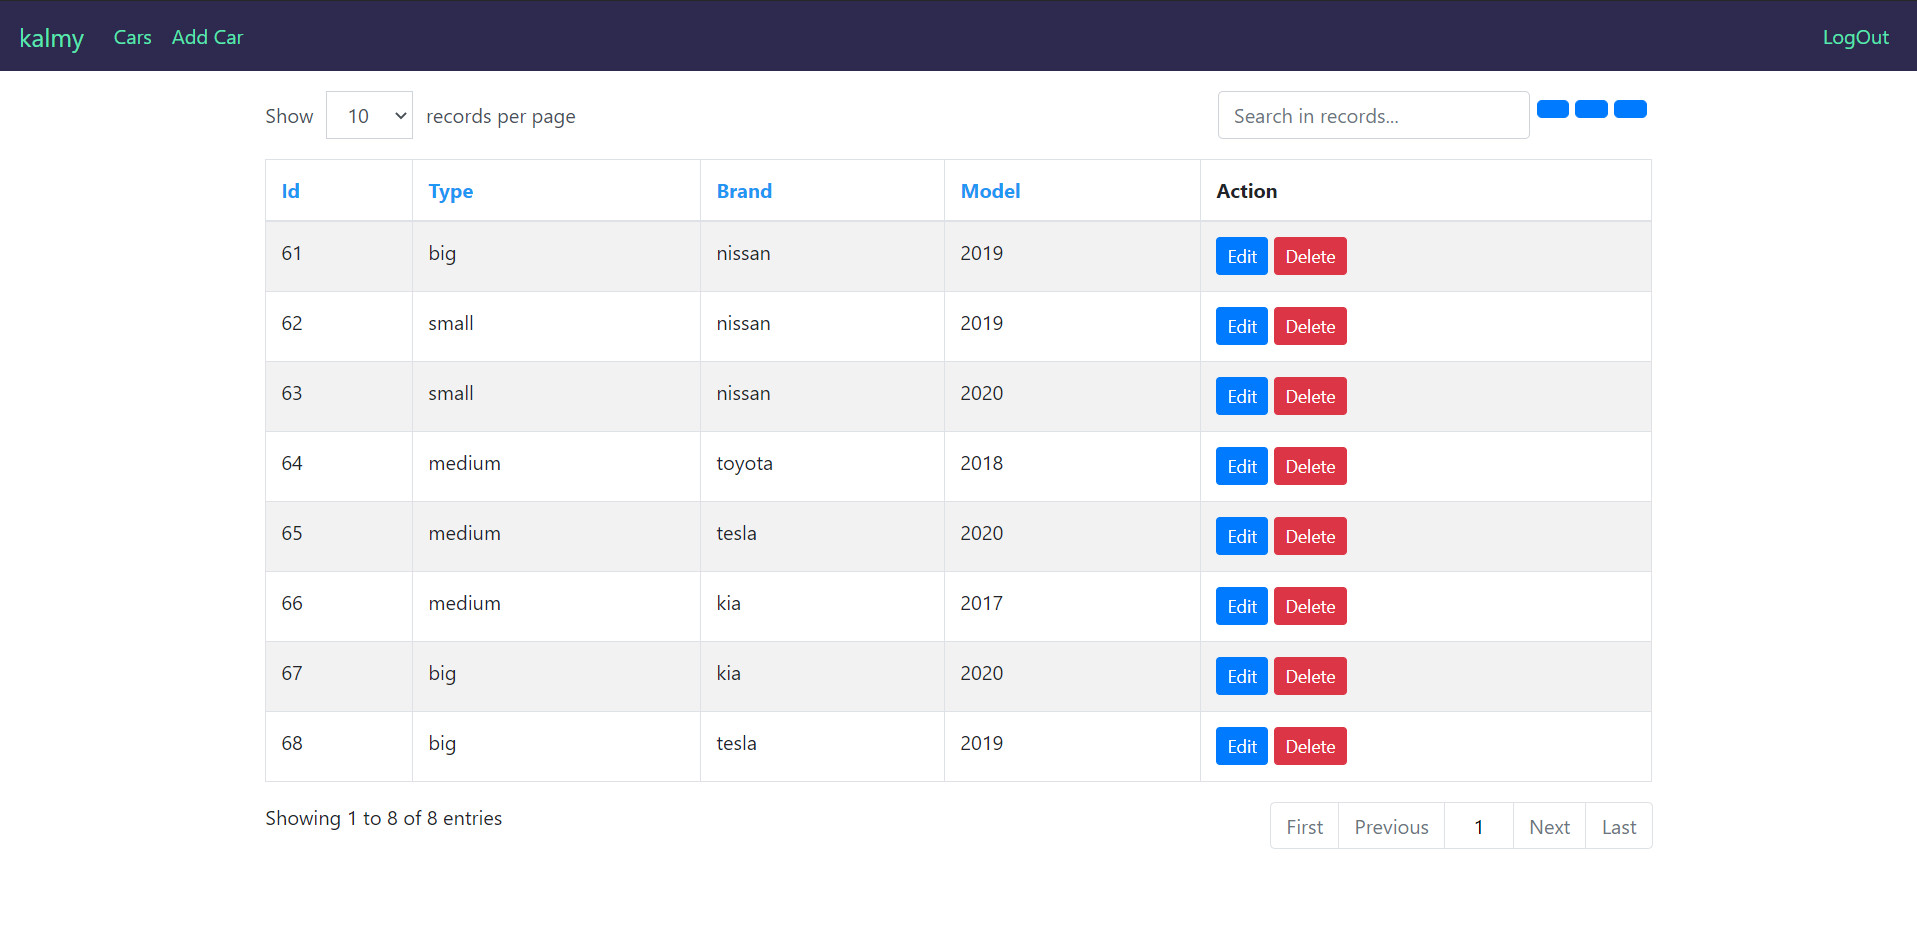 kalmy Cars Add Car LogOut
Show 10 records per page Search in records...
Id Type Brand Model Action
61 big nissan 2019 Edit Delete
62 small nissan 2019 Edit Delete
63 small nissan 2020 Edit Delete
64 medium toyota 2018 Edit Delete
65 medium tesla 2020 Edit Delete
66 medium kia 2017 Edit Delete
67 big kia 2020 Edit Delete
68 big tesla 2019 Edit Delete
Showing 1 to 8 of 8 entries First Previous 1 Next Last